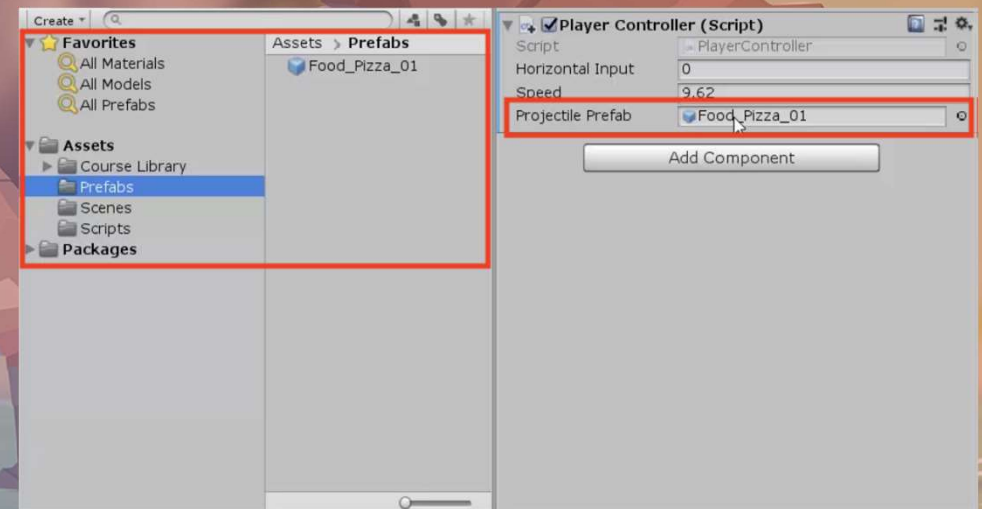 Create
Favorites
All Materials
All Models
All Prefabs
Assets
Course Library
Prefabs
Scenes
Scripts
Packages
Assets > Prefabs
Food_Pizza_01
Player Controller (Script)
Script PlayerController
Horizontal Input 0
Speed 9.62
Projectile Prefab Food_Pizza_01
Add Component